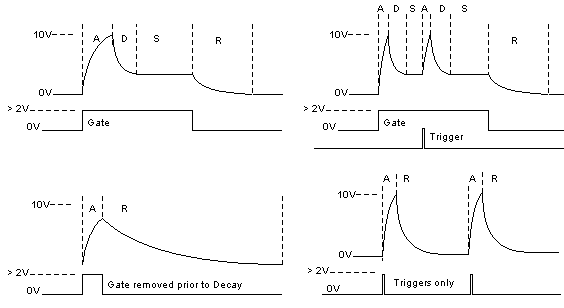 A D S R
10V
0V
> 2V
0V
Gate
A D S A D S
R
10V
0V
> 2V
0V
Gate
Trigger
10V
A R
> 2V
0V
Gate removed prior to Decay
A R A R
10V
0V
> 2V
0V
Triggers only